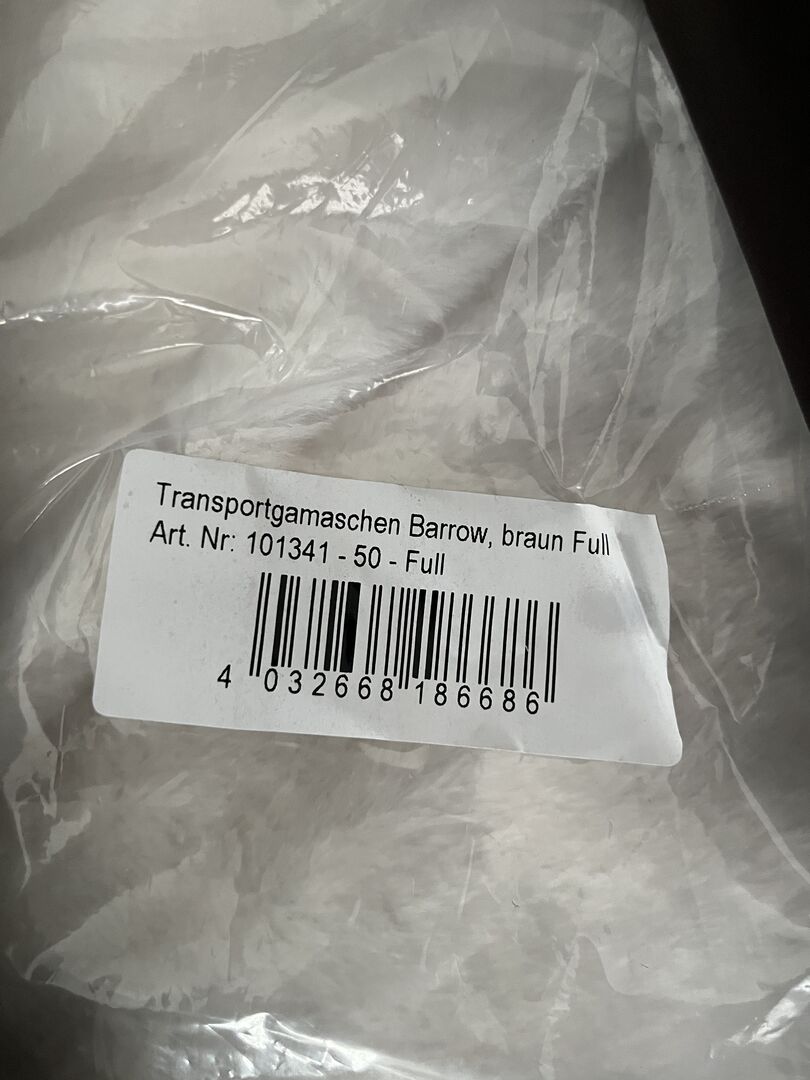 Transportgamaschen Barrow, braun Full
Art. Nr: 101341 - 50 - Full
4 032668 186686